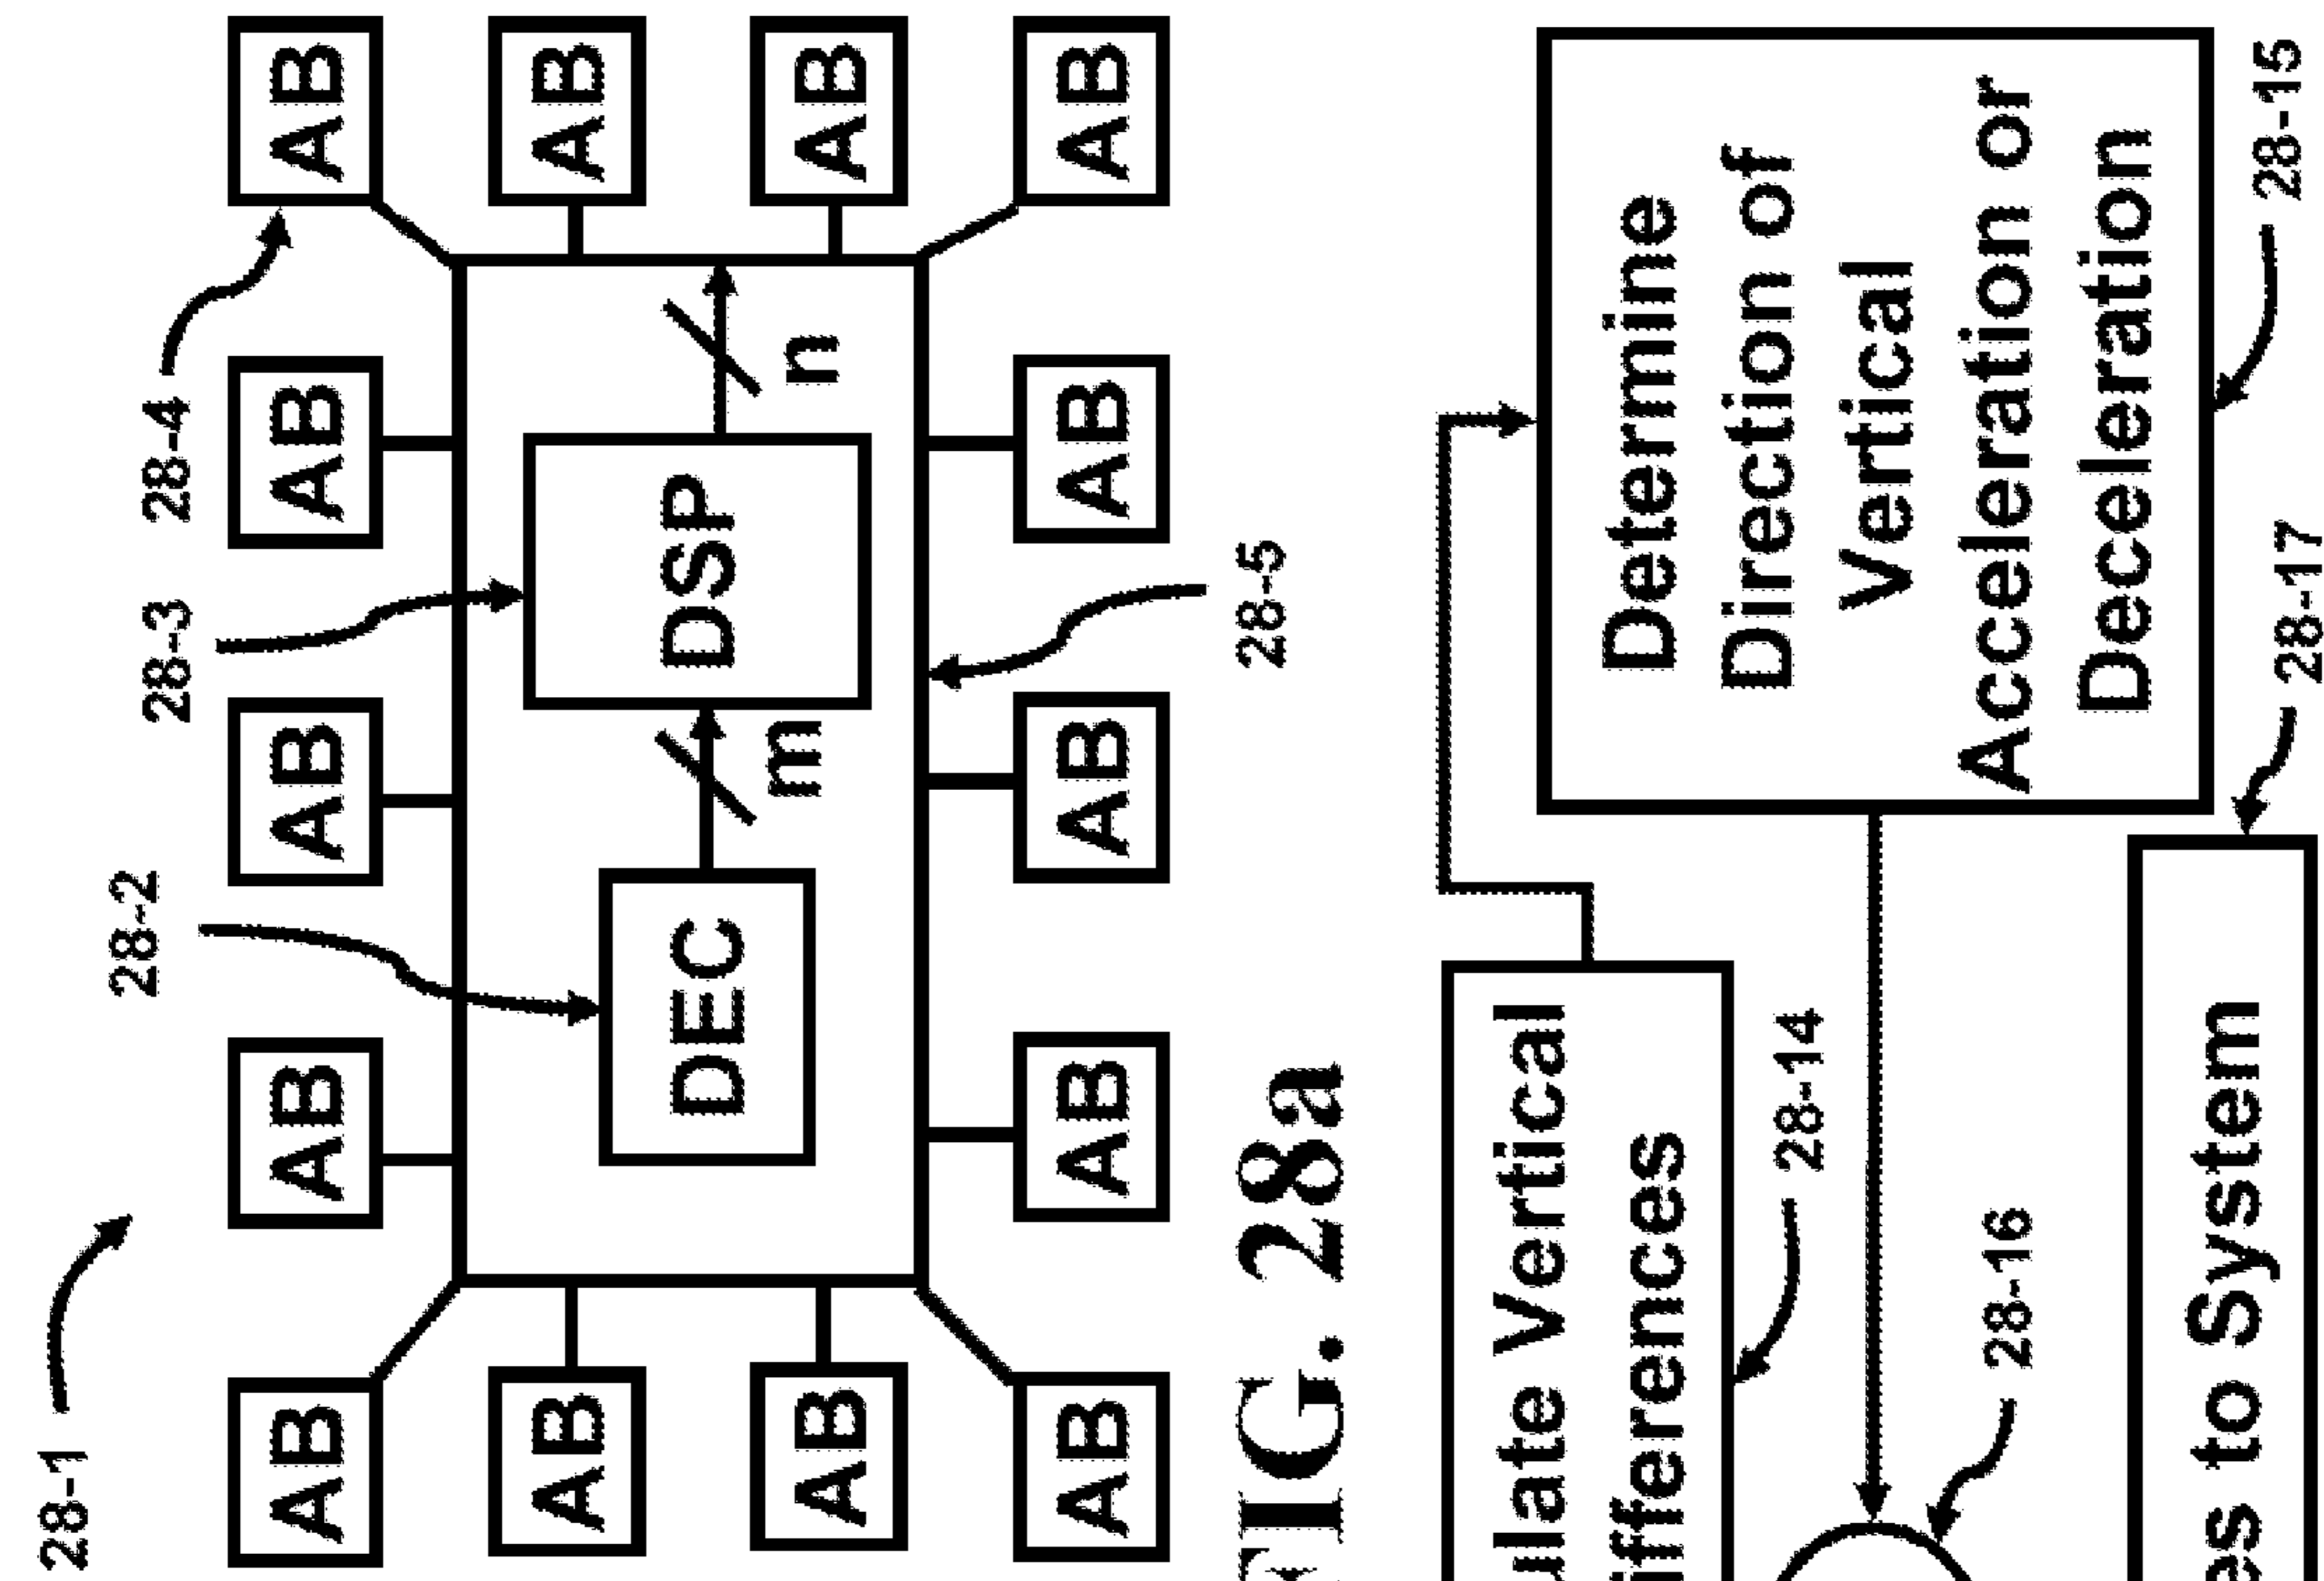 28-1
28-2
28-3
28-4
AB AB AB AB AB
AB AB
DEC DSP
m n
AB AB
AB AB AB AB AB
28-5
FIG. 28a
ulate Vertical
ifferences
28-14
Determine
Direction of
Vertical
Acceleration or
Deceleration
28-15
28-16
28-17
es to System